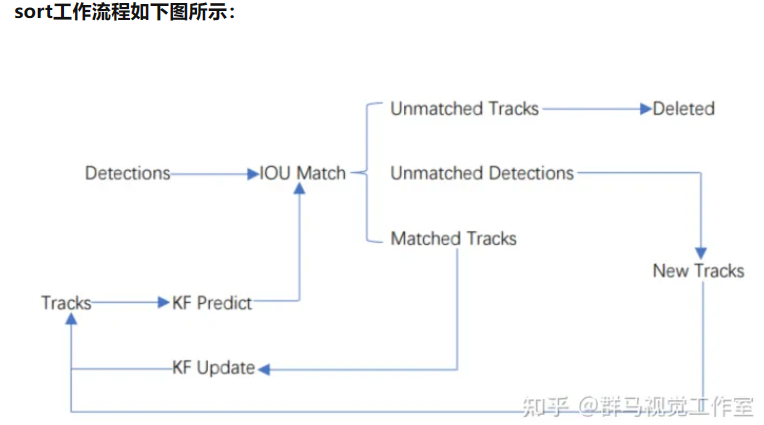 sort工作流程如下图所示：
Unmatched Tracks
Deleted
Detections
IOU Match
Unmatched Detections
Matched Tracks
New Tracks
Tracks
KF Predict
KF Update
知乎 @群马视觉工作室